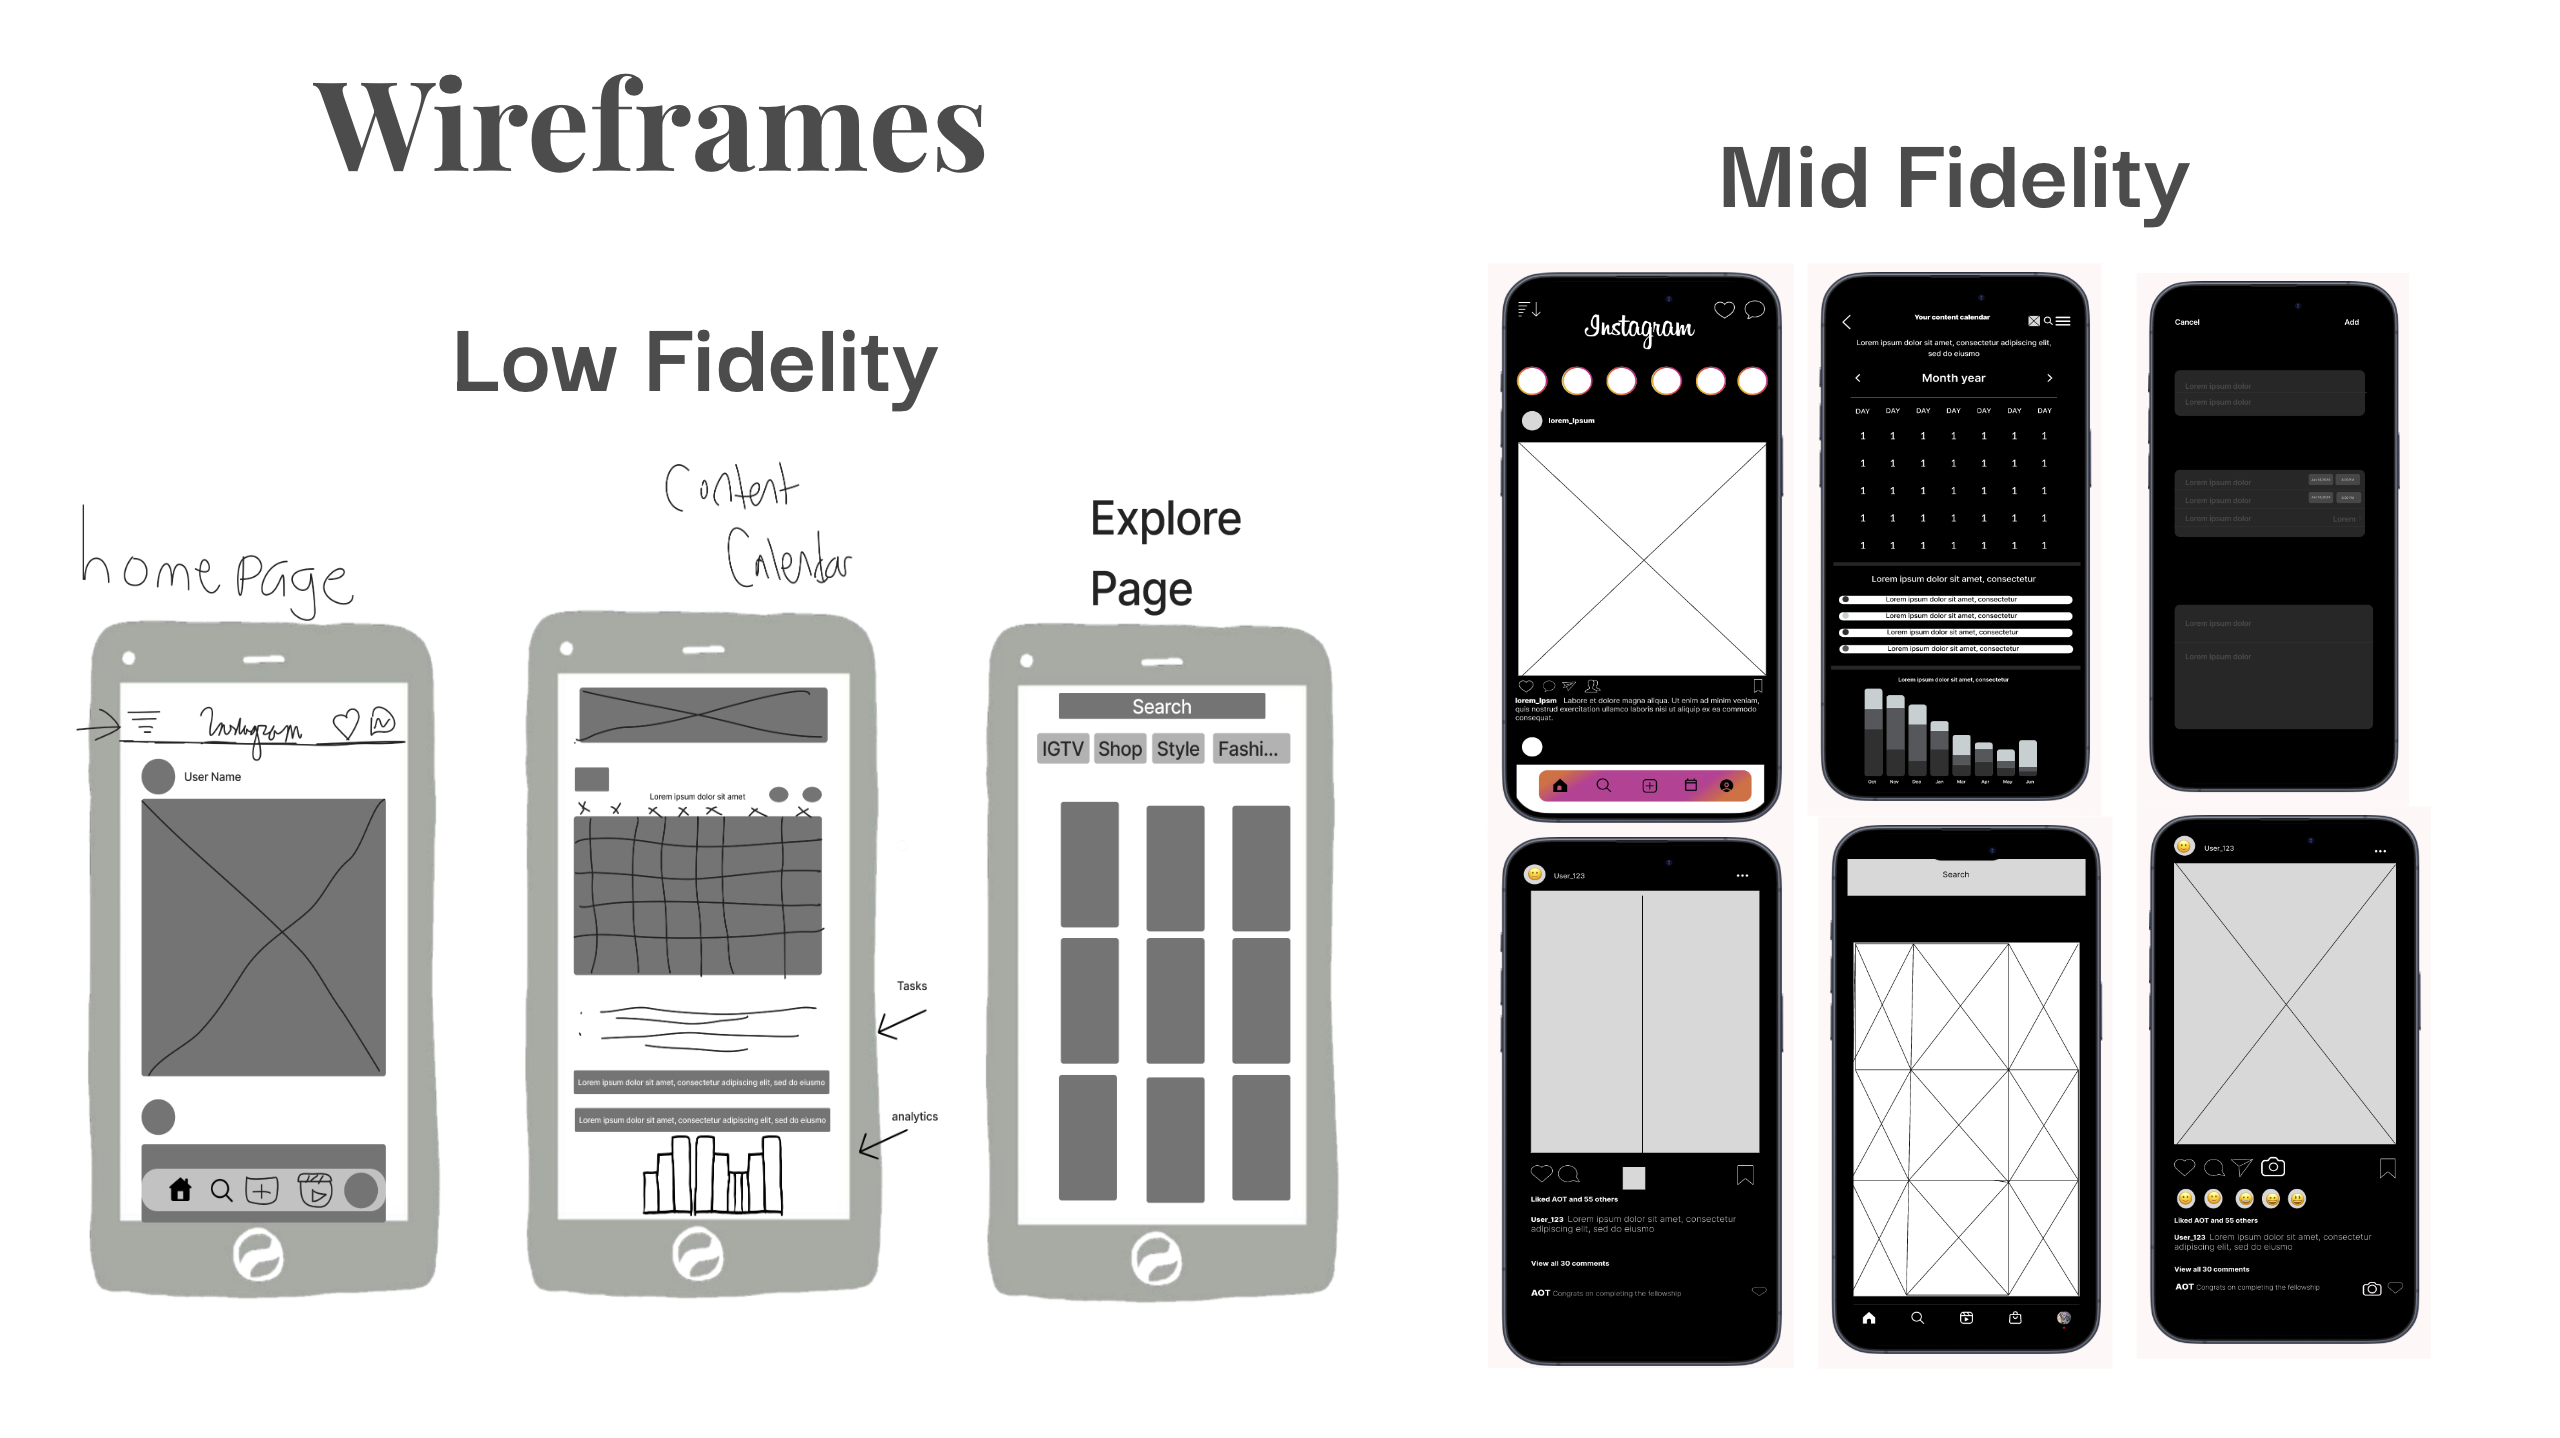 Wireframes
Low Fidelity
home page
Instagram
User Name
Content
Calendar
Lorem ipsum dolor sit amet
Tasks
Lorem ipsum dolor sit amet, consectetur adipiscing elit, sed do eiusmo
analytics
Lorem ipsum dolor sit amet, consectetur adipiscing elit, sed do eiusmo
Explore
Page
Search
IGTV Shop Style Fashi...
Mid Fidelity
Instagram
lorem_Ipsum
lorem_Ipsm Labore et dolore magna aliqua. Ut enim ad minim veniam,
quis nostrud exercitation ullamco laboris nisi ut aliquip ex ea commodo
consequat.
Your content calendar
Lorem ipsum dolor sit amet, consectetur adipiscing elit,
sed do eiusmo
Month year
DAY DAY DAY DAY DAY DAY DAY
1 1 1 1 1 1 1
1 1 1 1 1 1 1
1 1 1 1 1 1 1
1 1 1 1 1 1 1
1 1 1 1 1 1 1
Lorem ipsum dolor sit amet, consectetur
Lorem ipsum dolor sit amet, consectetur
Lorem ipsum dolor sit amet, consectetur
Lorem ipsum dolor sit amet, consectetur
Lorem ipsum dolor sit amet, consectetur
Lorem ipsum dolor sit amet, consectetur
Oct Nov Dec Jan Mar Apr May Jun
Cancel Add
Lorem ipsum dolor
Lorem ipsum dolor
Lorem ipsum dolor
Lorem ipsum dolor
Lorem ipsum dolor Lorem
Lorem ipsum dolor
Lorem ipsum dolor
User_123
Liked AOT and 55 others
User_123 Lorem ipsum dolor sit amet, consectetur
adipiscing elit, sed do eiusmo
View all 30 comments
AOT Congrats on completing the fellowship
Search
User_123
Liked AOT and 55 others
User_123 Lorem ipsum dolor sit amet, consectetur
adipiscing elit, sed do eiusmo
View all 30 comments
AOT Congrats on completing the fellowship